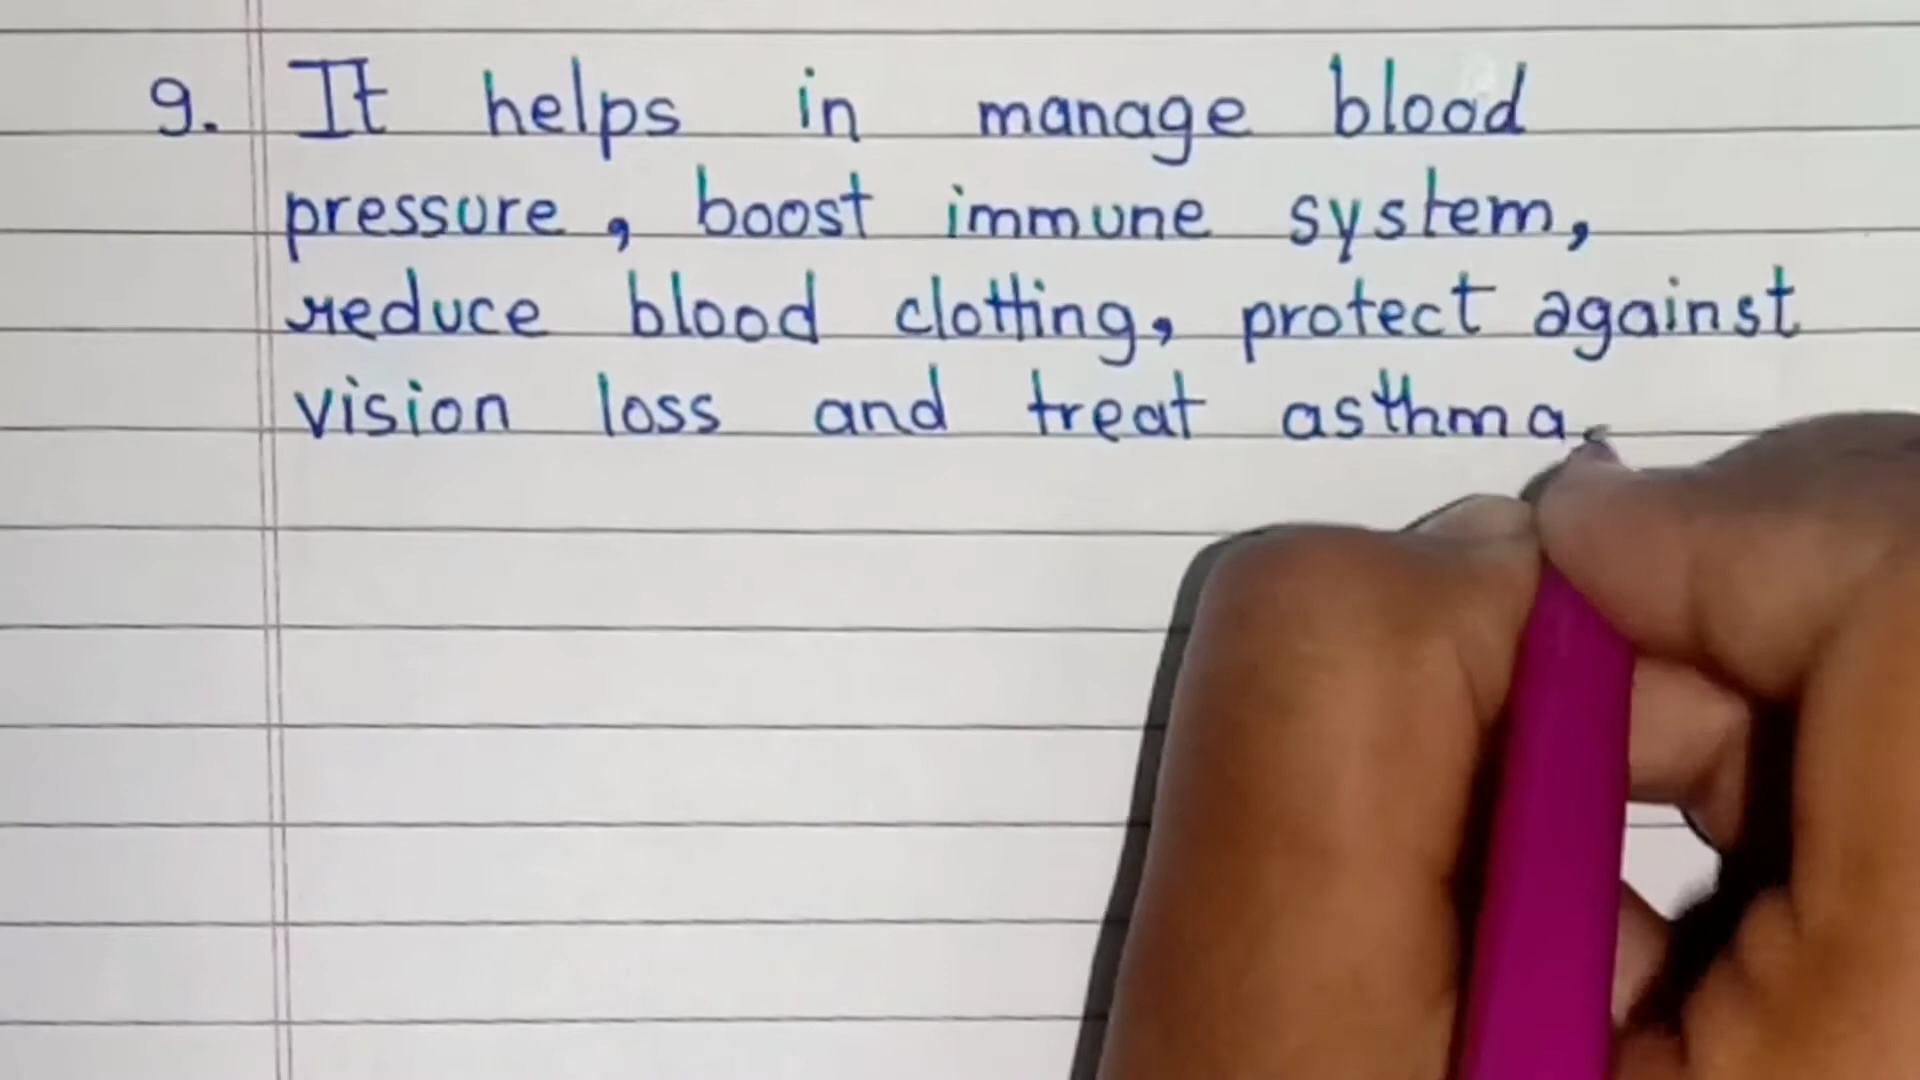 9. It helps in manage blood
pressure, boost immune system,
reduce blood clotting, protect against
vision loss and treat asthma.